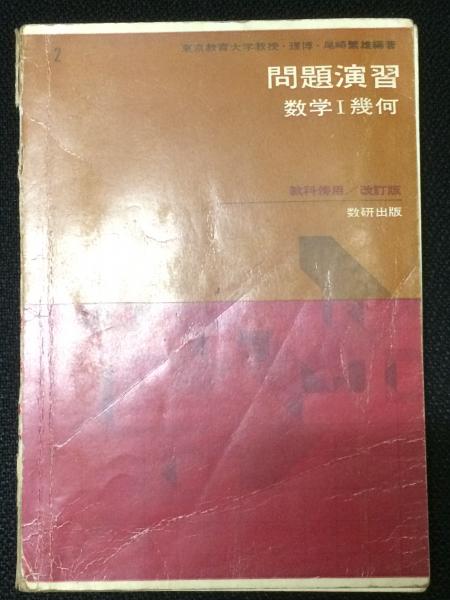 2
東京教育大学教授・理博・尾崎繁雄編著
問題演習
数学I幾何
教科傍用/改訂版
数研出版